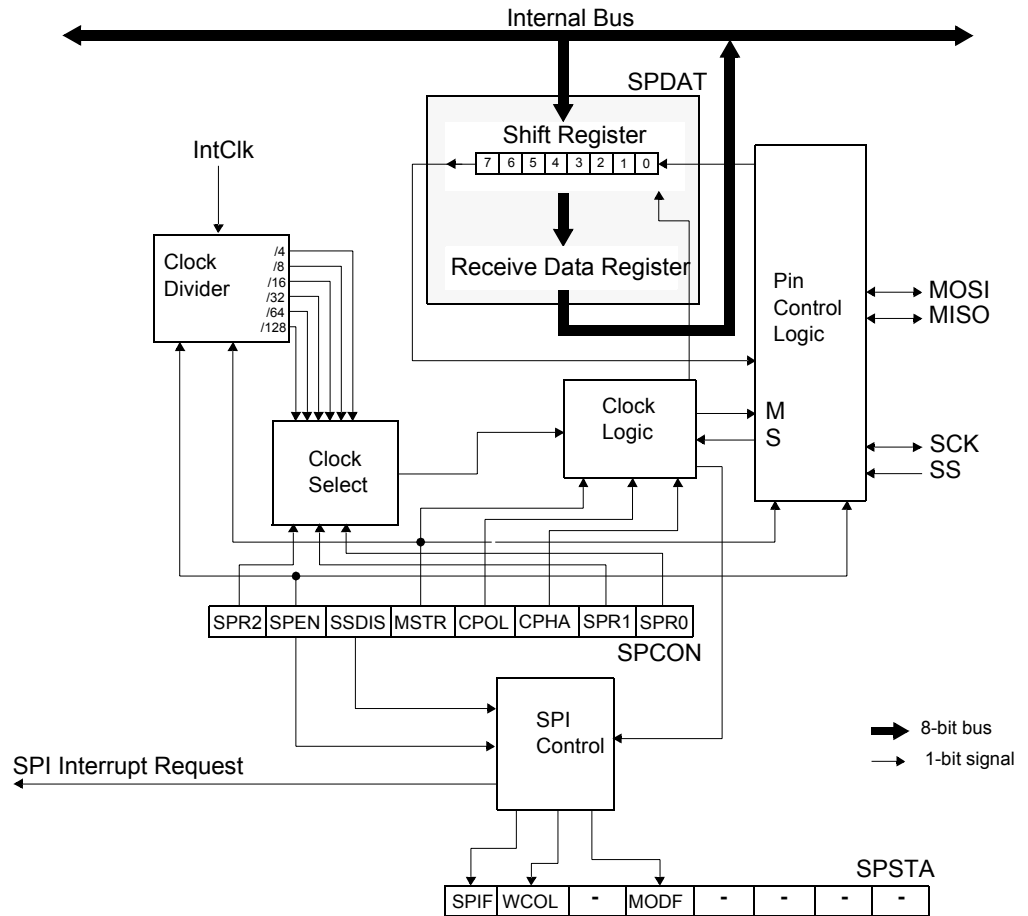 Internal Bus
SPDAT
Shift Register
7 6 5 4 3 2 1 0
IntClk
Clock
Divider
/4
/8
/16
/32
/64
/128
Receive Data Register
Pin
Control
Logic
MOSI
MISO
Clock
Logic
M
S
SCK
SS
Clock
Select
SPR2 SPEN SSDIS MSTR CPOL CPHA SPR1 SPR0
SPCON
SPI
Control
8-bit bus
1-bit signal
SPI Interrupt Request
SPSTA
SPIF WCOL - MODF - - - -